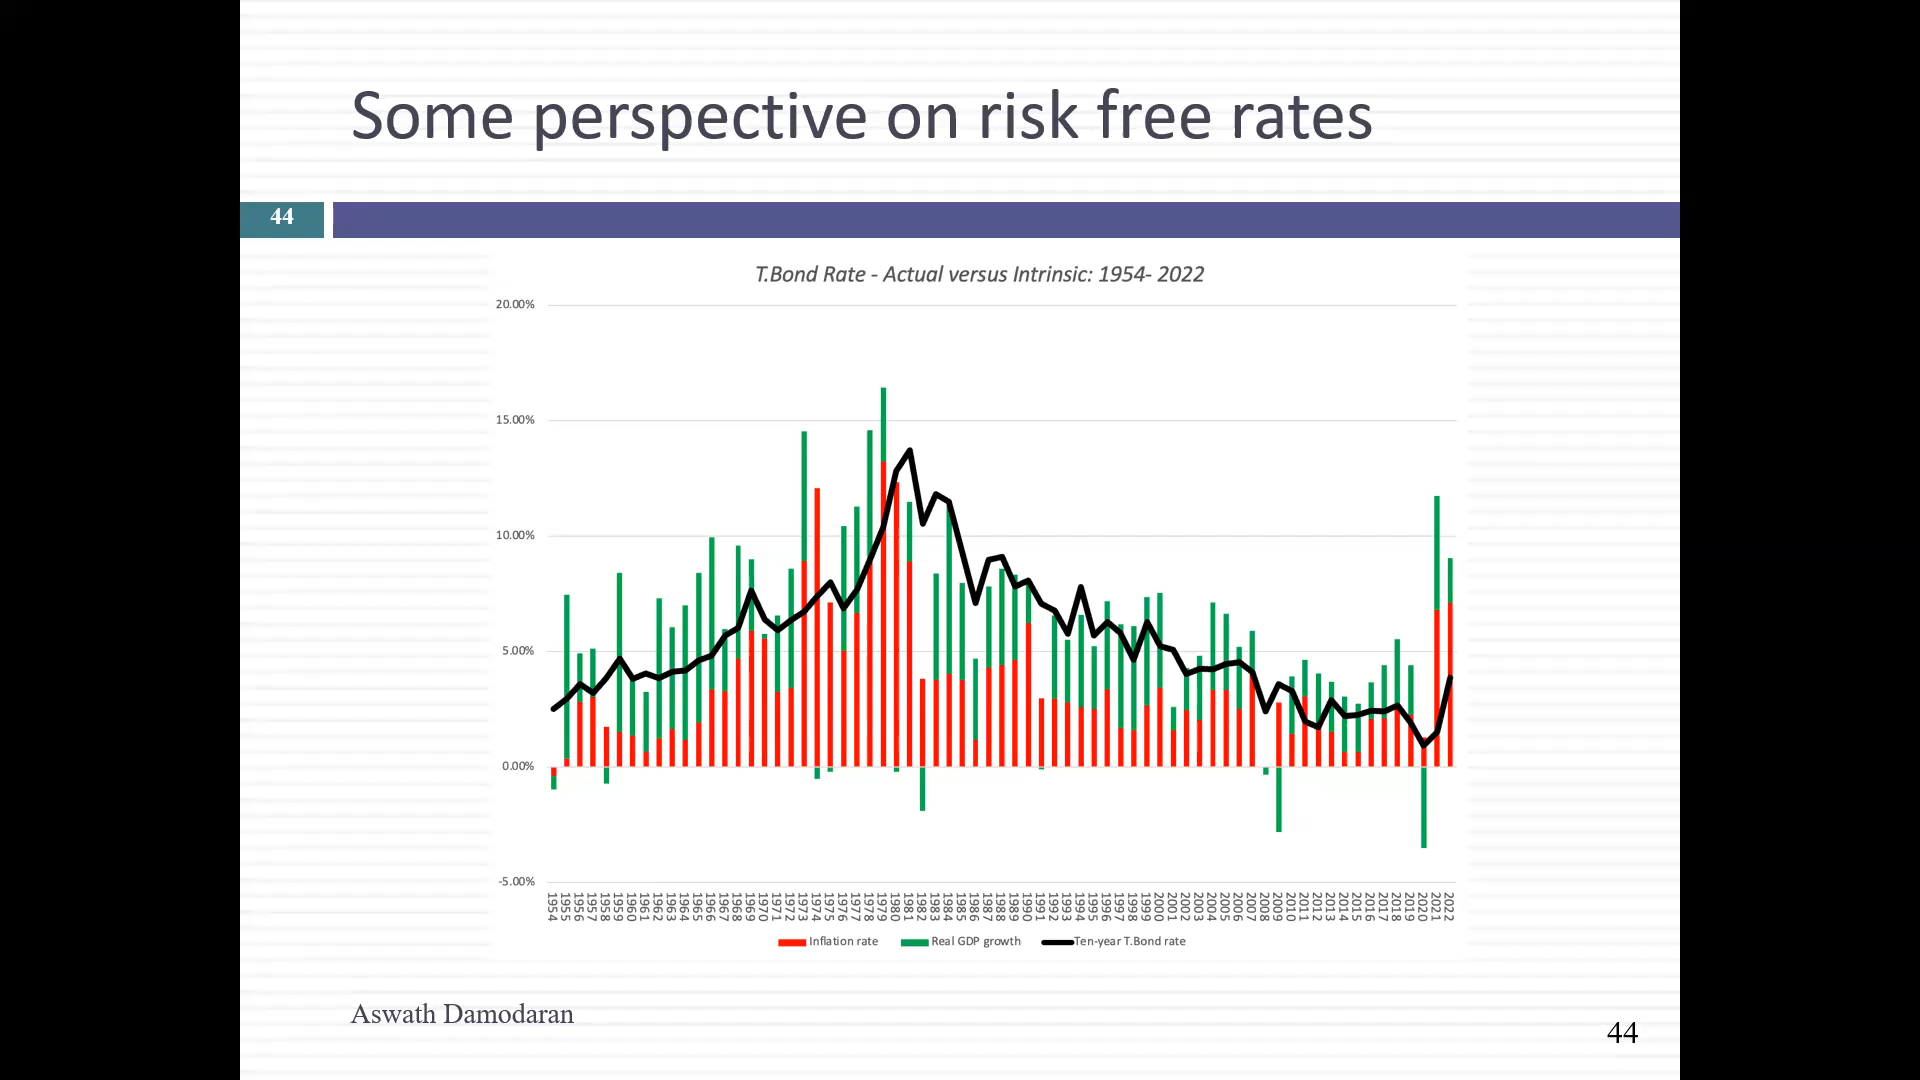 Some perspective on risk free rates
44
T.Bond Rate - Actual versus Intrinsic: 1954- 2022
20.00%
15.00%
10.00%
5.00%
0.00%
-5.00%
1954 1955 1956 1957 1958 1959 1960 1961 1962 1963 1964 1965 1966 1967 1968 1969 1970 1971 1972 1973 1974 1975 1976 1977 1978 1979 1980 1981 1982 1983 1984 1985 1986 1987 1988 1989 1990 1991 1992 1993 1994 1995 1996 1997 1998 1999 2000 2001 2002 2003 2004 2005 2006 2007 2008 2009 2010 2011 2012 2013 2014 2015 2016 2017 2018 2019 2020 2021 2022
Inflation rate Real GDP growth Ten-year T.Bond rate
Aswath Damodaran
44